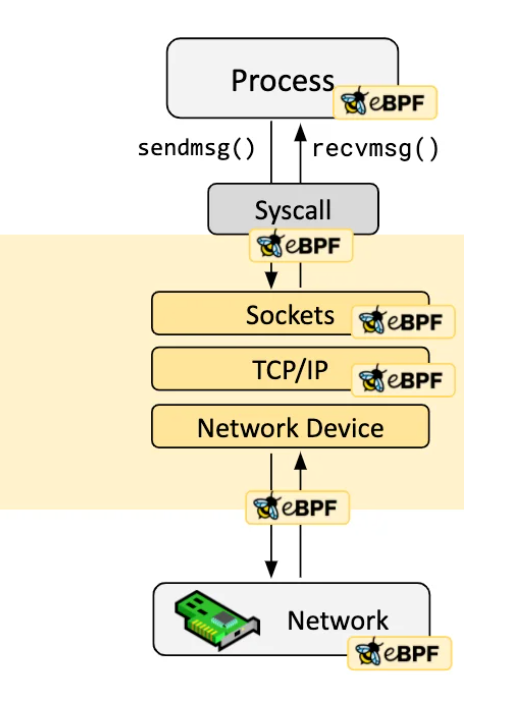 Process
eBPF
sendmsg()
recvmsg()
Syscall
eBPF
Sockets
eBPF
TCP/IP
eBPF
Network Device
eBPF
Network
eBPF